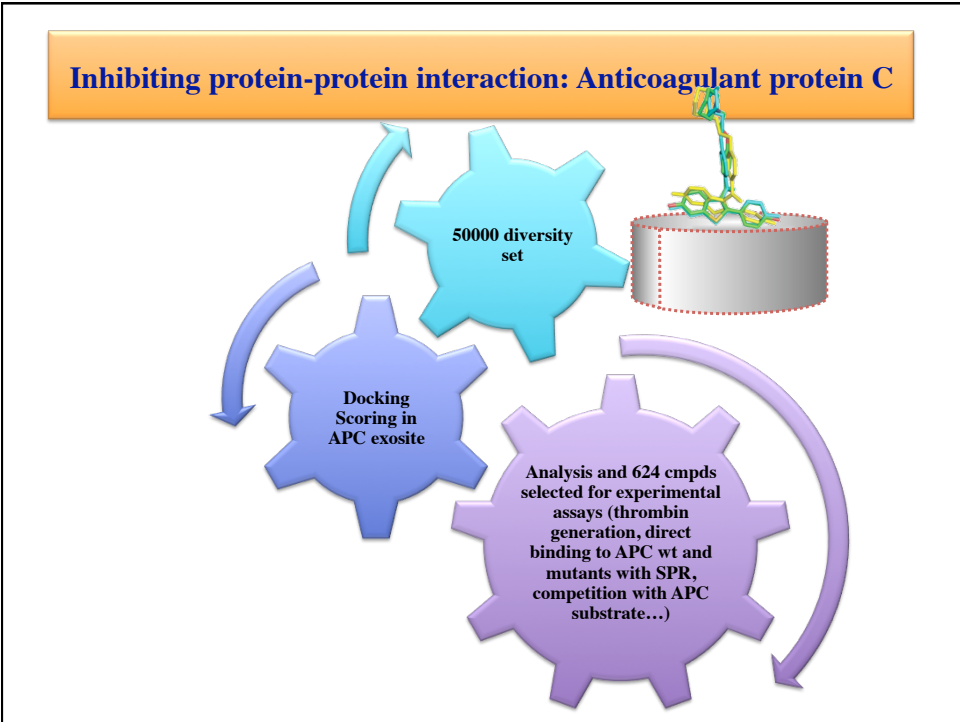 Inhibiting protein-protein interaction: Anticoagulant protein C
50000 diversity
set
Docking
Scoring in
APC exosite
Analysis and 624 cmpds
selected for experimental
assays (thrombin
generation, direct
binding to APC wt and
mutants with SPR,
competition with APC
substrate…)